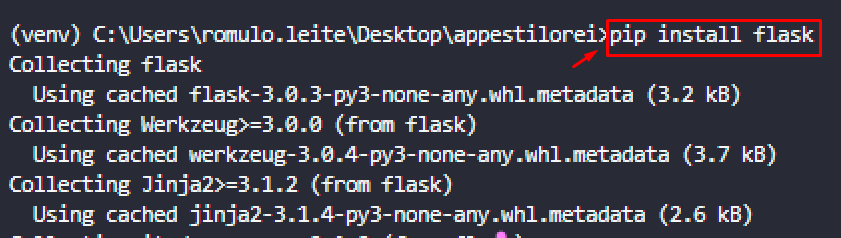 (venv) C:\Users\romulo.leite\Desktop\appestilorei>pip install flask
Collecting flask
  Using cached flask-3.0.3-py3-none-any.whl.metadata (3.2 kB)
Collecting Werkzeug>=3.0.0 (from flask)
  Using cached werkzeug-3.0.4-py3-none-any.whl.metadata (3.7 kB)
Collecting Jinja2>=3.1.2 (from flask)
  Using cached jinja2-3.1.4-py3-none-any.whl.metadata (2.6 kB)